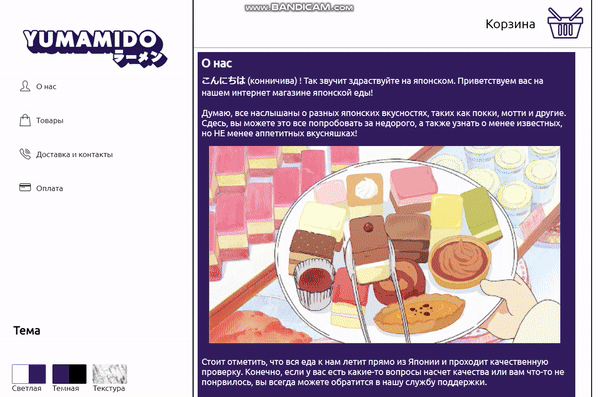 www.BANDICAM.com
YUMAMIDO
ラーメン
Корзина
О нас
Товары
Доставка и контакты
Оплата
Тема
Светлая
Темная
Текстура
О нас
こんにちは (конничива) ! Так звучит здраствуйте на японском. Приветствуем вас на
нашем интернет магазине японской еды!
Думаю, все наслышаны о разных японских вкусностях, таких как покки, мотти и другие.
Сдесь, вы можете это все попробовать за недорого, а также узнать о менее известных,
но НЕ менее аппетитных вкусняшках!
Стоит отметить, что вся еда к нам летит прямо из Японии и проходит качественную
проверку. Конечно, если у вас есть какие-то вопросы насчет качества или вам что-то не
понрвилось, вы всегда можете обратится в нашу службу поддержки.